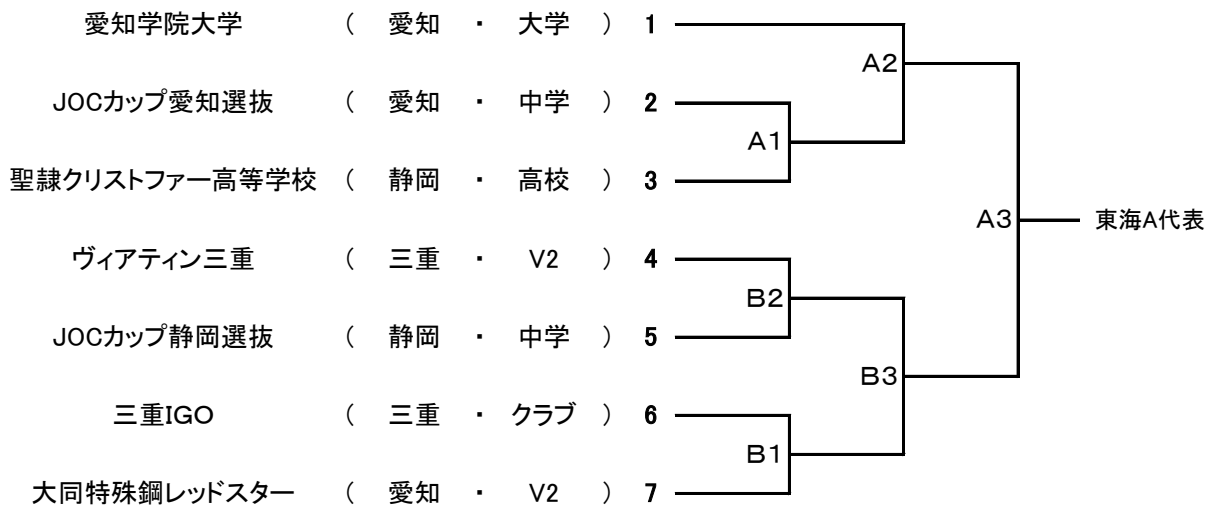 愛知学院大学 （ 愛知 ・ 大学 ） 1
A2
JOCカップ愛知選抜 （ 愛知 ・ 中学 ） 2
A1
聖隷クリストファー高等学校 （ 静岡 ・ 高校 ） 3
A3 東海A代表
ヴィアティン三重 （ 三重 ・ V2 ） 4
B2
JOCカップ静岡選抜 （ 静岡 ・ 中学 ） 5
B3
三重IGO （ 三重 ・ クラブ ） 6
B1
大同特殊鋼レッドスター （ 愛知 ・ V2 ） 7